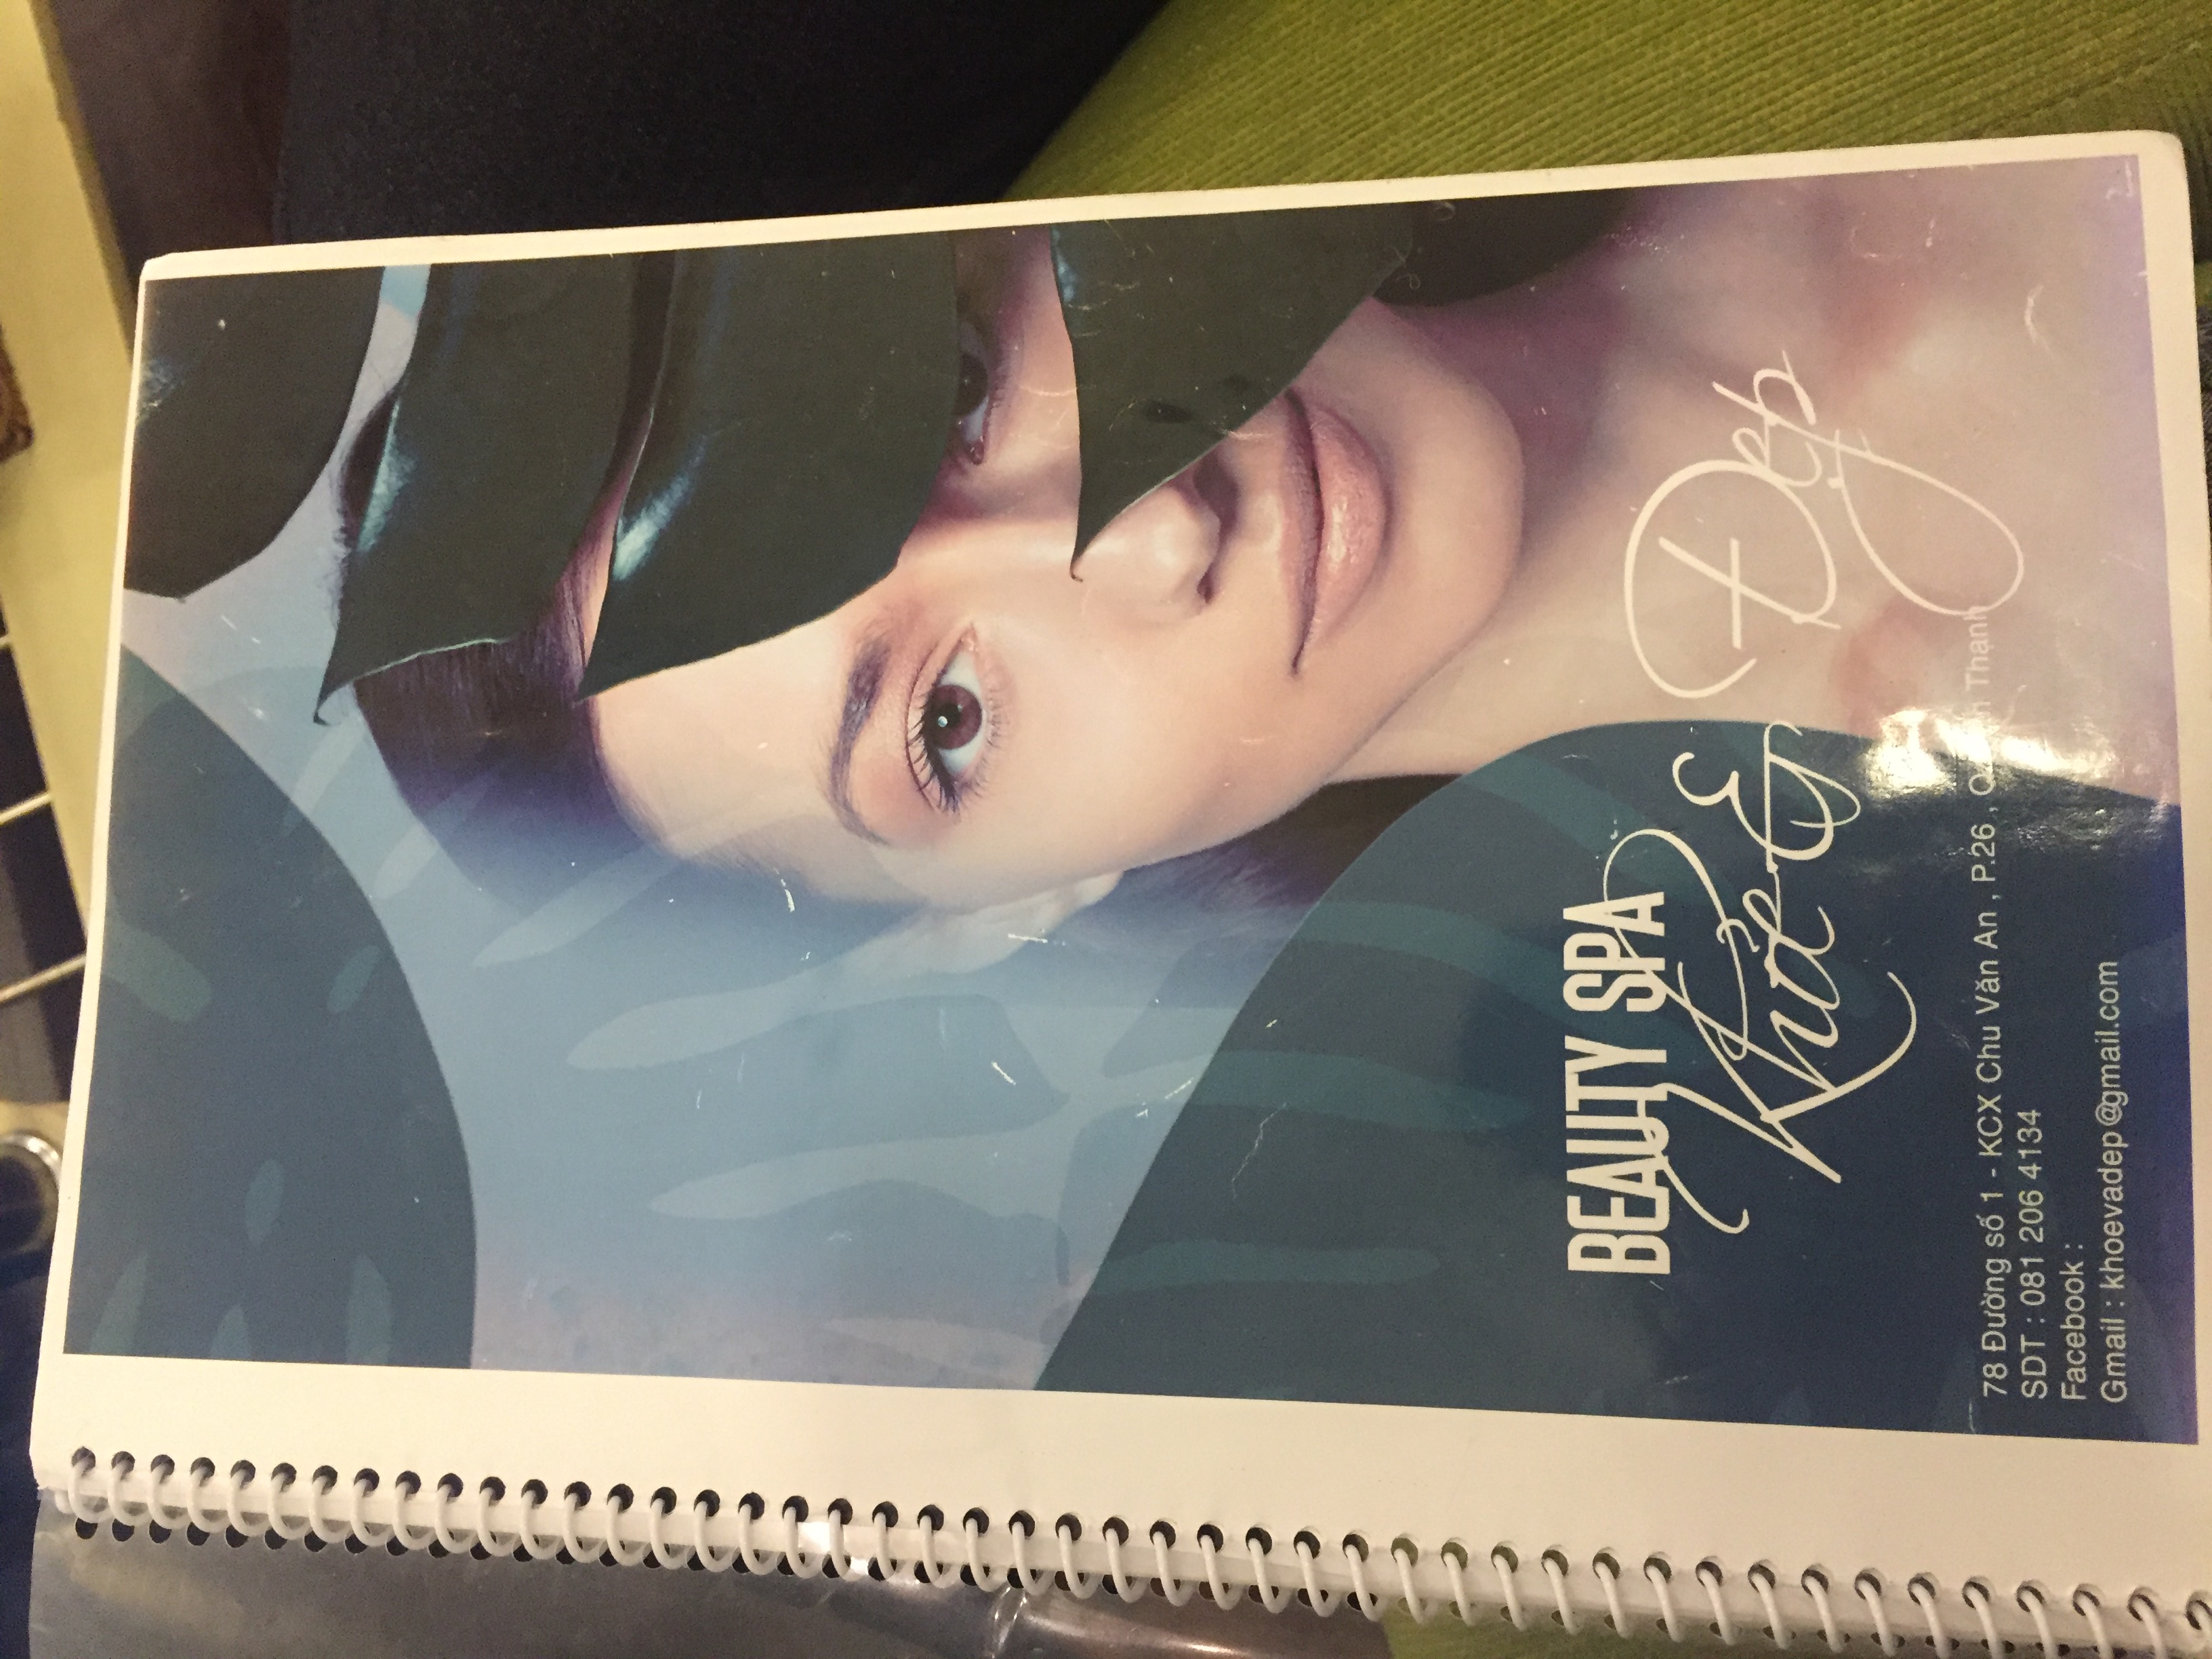 BEAUTY SPA
Khỏe & Đẹp
78 Đường số 1 - KCX Chu Văn An , P.26 , Thạnh
SDT : 081 206 4134
Facebook :
Gmail : khoevadep@gmail.com